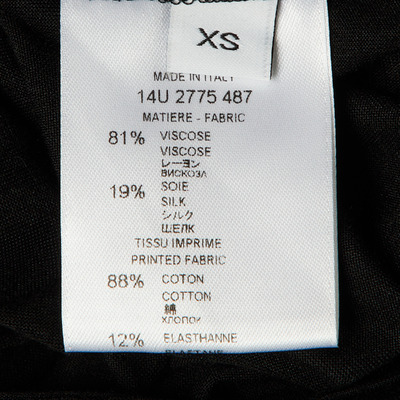 XS
MADE IN ITALY
14U 2775 487
MATIERE - FABRIC
81% VISCOSE
VISCOSE
レーヨン
ВИСКОЗА
19% SOIE
SILK
シルク
ШЕЛК
TISSU IMPRIME
PRINTED FABRIC
88% COTON
COTTON
綿
ХЛОПОК
12% ELASTHANNE
ELASTANE